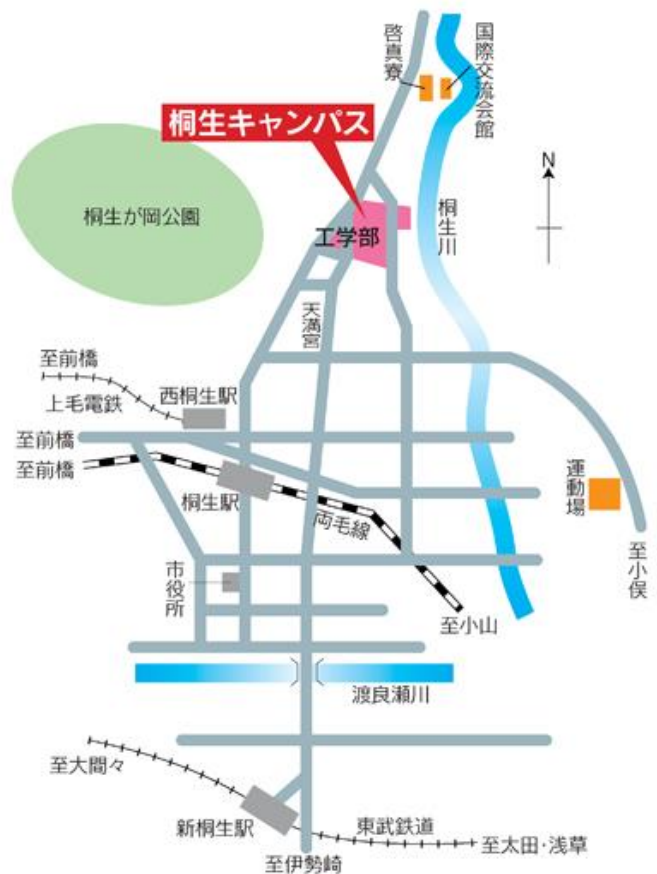 啓真寮
国際交流会館
桐生キャンパス
N
桐生が岡公園
工学部
桐生川
天満宮
至前橋
上毛電鉄
西桐生駅
至前橋
至前橋
桐生駅
両毛線
運動場
至小俣
市役所
至小山
渡良瀬川
至大間々
新桐生駅
東武鉄道
至太田・浅草
至伊勢崎